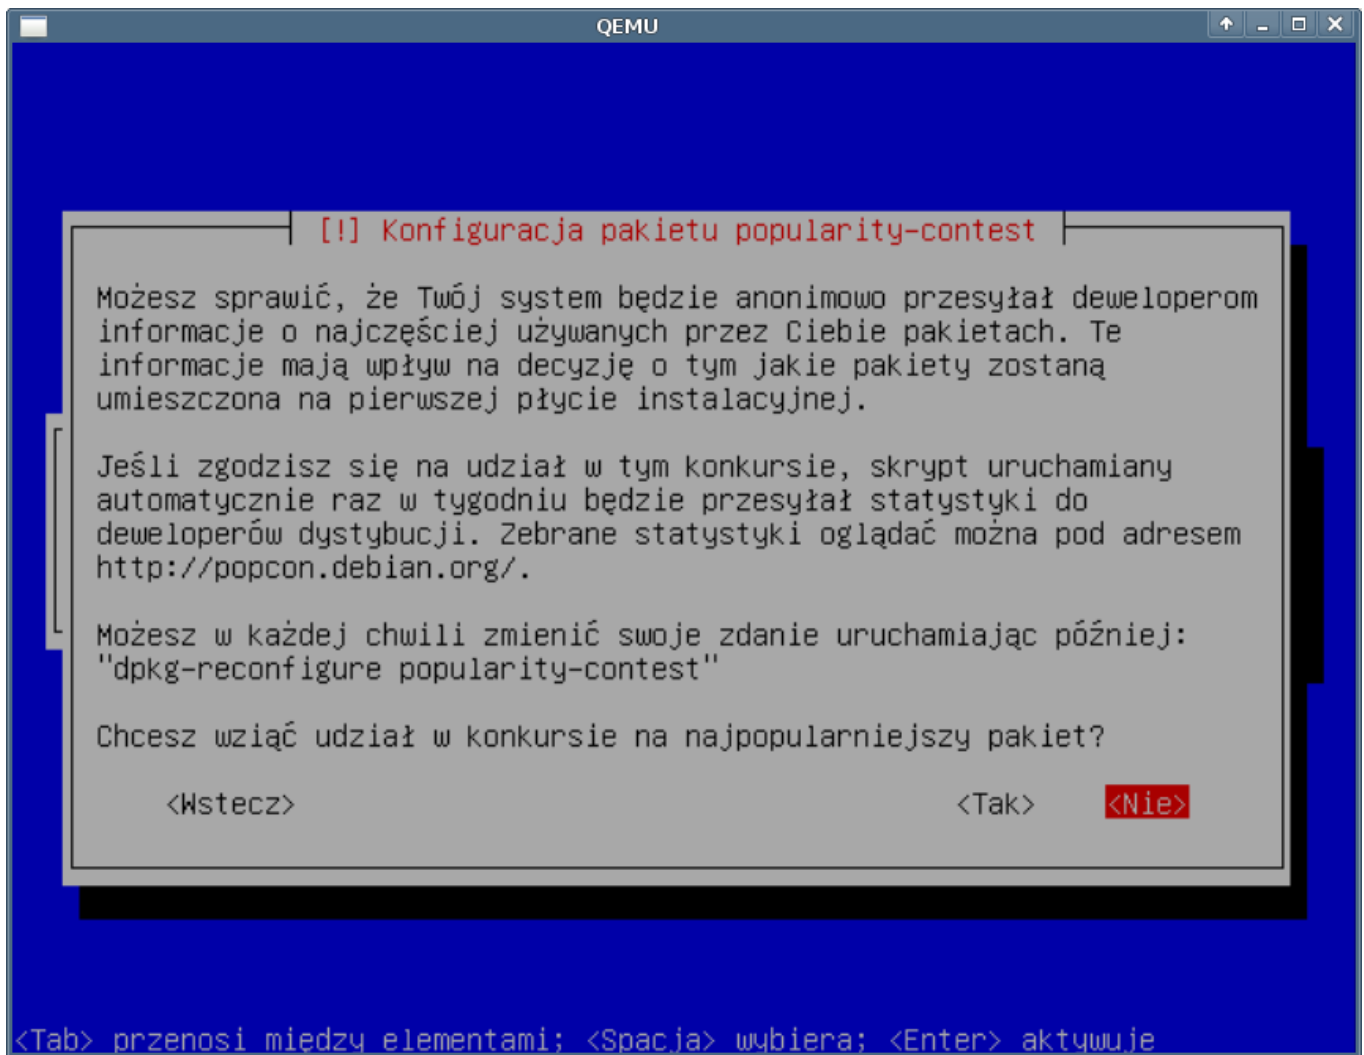 QEMU
[!] Konfiguracja pakietu popularity-contest
Możesz sprawić, że Twój system będzie anonimowo przesyłał deweloperom
informacje o najczęściej używanych przez Ciebie pakietach. Te
informacje mają wpływ na decyzję o tym jakie pakiety zostaną
umieszczona na pierwszej płycie instalacyjnej.
Jeśli zgodzisz się na udział w tym konkursie, skrypt uruchamiany
automatycznie raz w tygodniu będzie przesyłał statystyki do
deweloperów dystybucji. Zebrane statystyki oglądać można pod adresem
http://popcon.debian.org/.
Możesz w każdej chwili zmienić swoje zdanie uruchamiając później:
"dpkg-reconfigure popularity-contest"
Chcesz wziąć udział w konkursie na najpopularniejszy pakiet?
<Wstecz> <Tak> <Nie>
<Tab> przenosi między elementami; <Spacja> wybiera; <Enter> aktywuje